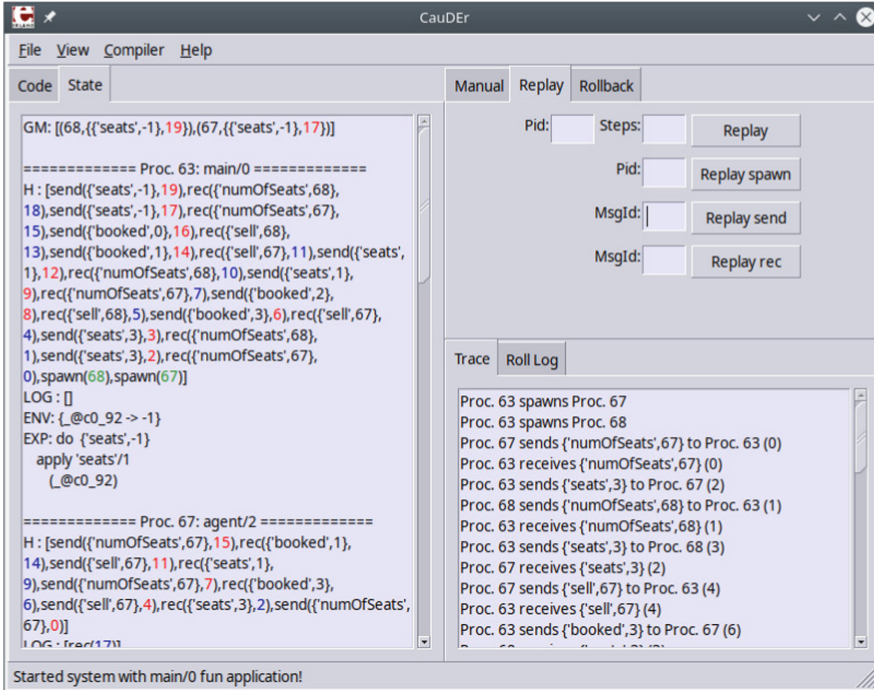 CauDEr
File View Compiler Help
Code State
GM: [(68,{{'seats',-1},19}),(67,{{'seats',-1},17})]
============= Proc. 63: main/0 =============
H : [send({'seats',-1},19),rec({'numOfSeats',68},
18),send({'seats',-1},17),rec({'numOfSeats',67},
15),send({'booked',0},16),rec({'sell',68},
13),send({'booked',1},14),rec({'sell',67},11),send({'seats',
1},12),rec({'numOfSeats',68},10),send({'seats',1},
9),rec({'numOfSeats',67},7),send({'booked',2},
8),rec({'sell',68},5),send({'booked',3},6),rec({'sell',67},
4),send({'seats',3},3),rec({'numOfSeats',68},
1),send({'seats',3},2),rec({'numOfSeats',67},
0),spawn(68),spawn(67)]
LOG : []
ENV: {_@c0_92 -> -1}
EXP: do {'seats',-1}
apply 'seats'/1
(_@c0_92)
============= Proc. 67: agent/2 =============
H : [send({'numOfSeats',67},15),rec({'booked',1},
14),send({'sell',67},11),rec({'seats',1},
9),send({'numOfSeats',67},7),rec({'booked',3},
6),send({'sell',67},4),rec({'seats',3},2),send({'numOfSeats',
67},0)]
LOG : [rec(17)]
Manual Replay Rollback
Pid: Steps: Replay
Pid: Replay spawn
MsgId: Replay send
MsgId: Replay rec
Trace Roll Log
Proc. 63 spawns Proc. 67
Proc. 63 spawns Proc. 68
Proc. 67 sends {'numOfSeats',67} to Proc. 63 (0)
Proc. 63 receives {'numOfSeats',67} (0)
Proc. 63 sends {'seats',3} to Proc. 67 (2)
Proc. 68 sends {'numOfSeats',68} to Proc. 63 (1)
Proc. 63 receives {'numOfSeats',68} (1)
Proc. 63 sends {'seats',3} to Proc. 68 (3)
Proc. 67 receives {'seats',3} (2)
Proc. 67 sends {'sell',67} to Proc. 63 (4)
Proc. 63 receives {'sell',67} (4)
Proc. 63 sends {'booked',3} to Proc. 67 (6)
Started system with main/0 fun application!